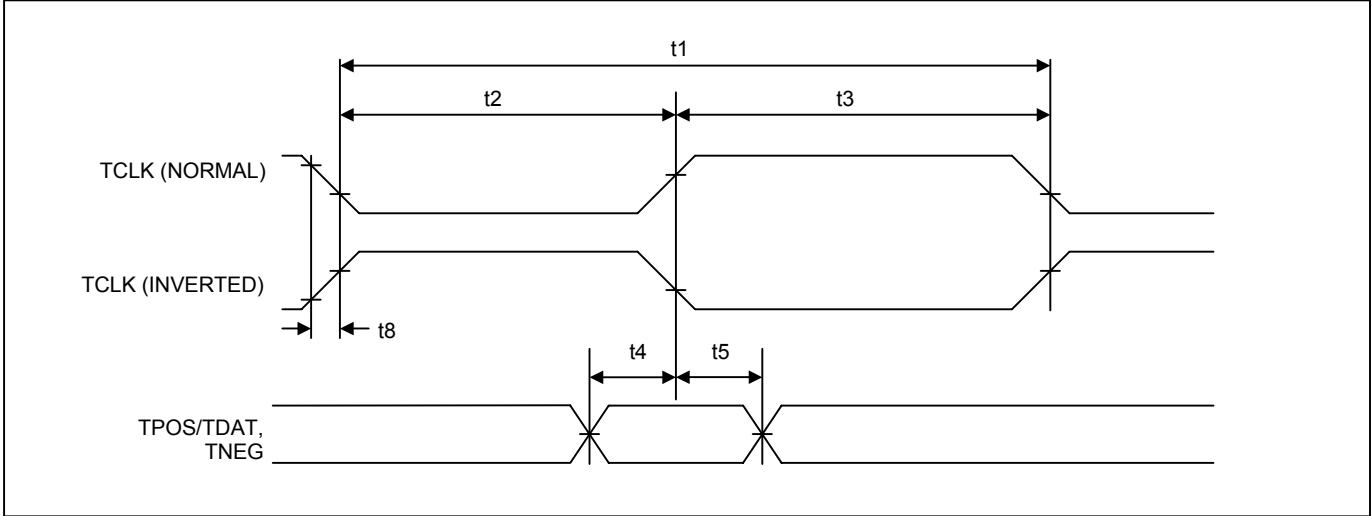 t1
t2
t3
TCLK (NORMAL)
TCLK (INVERTED)
t8
t4
t5
TPOS/TDAT,
TNEG